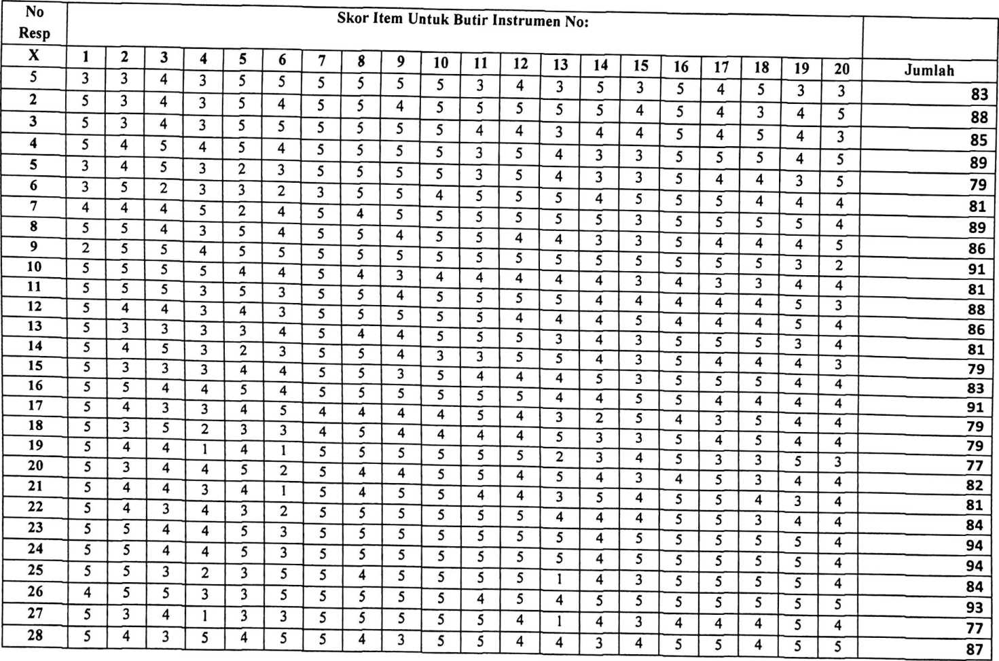 No Resp Skor Item Untuk Butir Instrumen No:
X 1 2 3 4 5 6 7 8 9 10 11 12 13 14 15 16 17 18 19 20 Jumlah
5 3 3 4 3 5 5 5 5 5 5 3 4 3 5 3 5 4 5 3 3 83
2 5 3 4 3 5 4 5 5 4 5 5 5 5 5 4 5 4 3 4 5 88
3 5 3 4 3 5 5 5 5 5 5 4 4 3 4 4 5 4 5 4 3 85
4 5 4 5 4 5 4 5 5 5 5 3 5 4 3 3 5 5 5 4 5 89
5 3 4 5 3 2 3 5 5 5 5 3 5 4 3 3 5 4 4 3 5 79
6 3 5 2 3 3 2 3 5 5 4 5 5 5 4 5 5 5 4 4 4 81
7 4 4 4 5 2 4 5 4 5 5 5 5 5 5 3 5 5 5 5 4 89
8 5 5 4 3 5 4 5 5 4 5 5 4 4 3 3 5 4 4 4 5 86
9 2 5 5 4 5 5 5 5 5 5 5 5 5 5 5 5 5 5 3 2 91
10 5 5 5 5 4 4 5 4 3 4 4 4 4 4 3 4 3 3 4 4 81
11 5 5 5 3 5 3 5 5 4 5 5 5 4 4 4 4 4 4 5 3 88
12 5 4 4 3 4 3 5 5 5 5 5 4 4 4 5 4 4 4 5 4 86
13 5 3 3 3 3 4 5 4 4 5 5 5 3 4 3 5 5 5 3 4 81
14 5 4 5 3 2 3 5 5 4 3 3 5 5 4 3 5 4 4 4 3 79
15 5 3 3 3 4 4 5 5 3 5 4 4 4 5 3 5 5 5 4 4 83
16 5 5 4 4 5 4 5 5 5 5 5 5 4 4 5 5 4 4 4 4 91
17 5 4 3 3 4 5 4 4 4 4 5 4 3 2 5 4 3 5 4 4 79
18 5 3 5 2 3 3 4 5 4 4 4 4 5 3 3 5 4 5 4 4 79
19 5 4 4 1 4 1 5 5 5 5 5 5 2 3 4 5 3 3 5 3 77
20 5 3 4 4 5 2 5 4 4 5 5 4 5 4 3 4 5 3 4 4 82
21 5 4 4 3 4 1 5 4 5 5 4 4 3 5 4 5 5 4 3 4 81
22 5 4 3 4 3 2 5 5 5 5 5 5 4 4 4 5 5 3 4 4 84
23 5 5 4 4 5 3 5 5 5 5 5 5 5 4 5 5 5 5 5 4 94
24 5 5 4 4 5 3 5 5 5 5 5 5 5 4 5 5 5 5 5 4 94
25 5 5 3 2 3 5 5 4 5 5 5 5 1 4 3 5 5 5 5 4 84
26 4 5 5 3 3 5 5 5 5 5 4 5 4 5 5 5 5 5 5 5 93
27 5 3 4 1 3 3 5 5 5 5 5 4 1 4 3 4 4 4 5 4 77
28 5 4 3 5 4 5 5 4 3 5 5 4 4 3 4 5 5 4 5 5 87